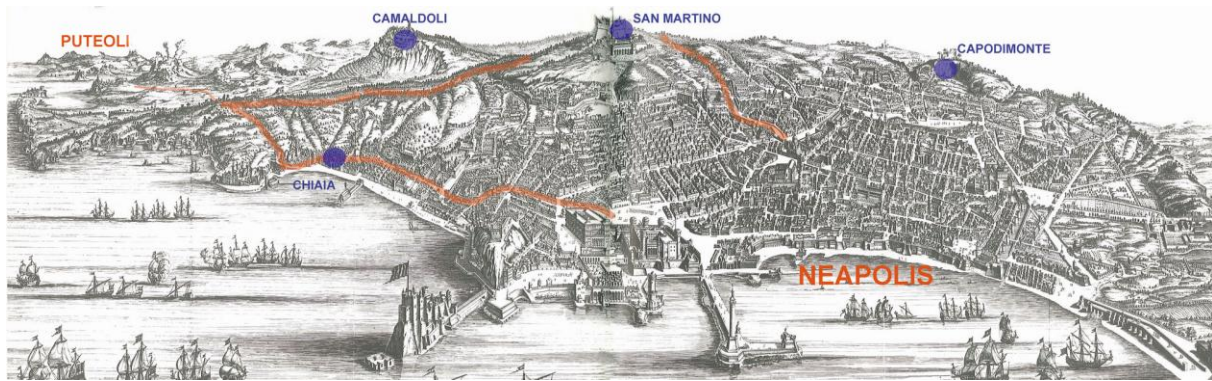 CAMALDOLI
SAN MARTINO
PUTEOLI
CAPODIMONTE
CHIAIA
NEAPOLIS